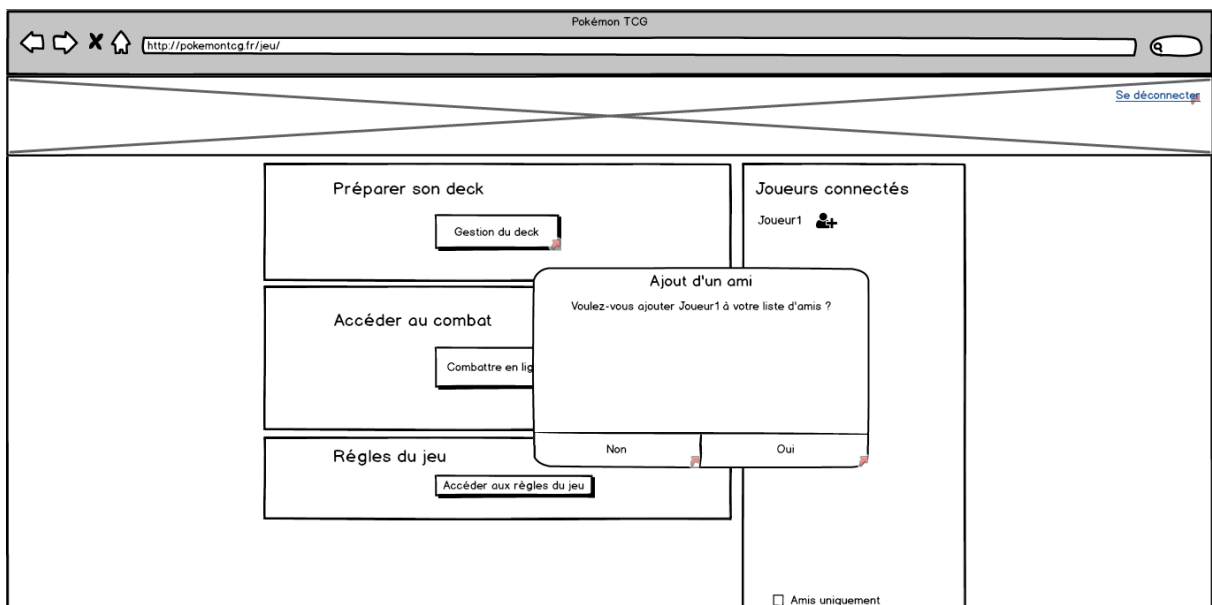 Pokémon TCG
http://pokemontcg.fr/jeu/
Se déconnecter
Préparer son deck
Gestion du deck
Accéder au combat
Combattre en lig
Régles du jeu
Accéder aux règles du jeu
Joueurs connectés
Joueur1
Ajout d'un ami
Voulez-vous ajouter Joueur1 à votre liste d'amis ?
Non
Oui
Amis uniquement